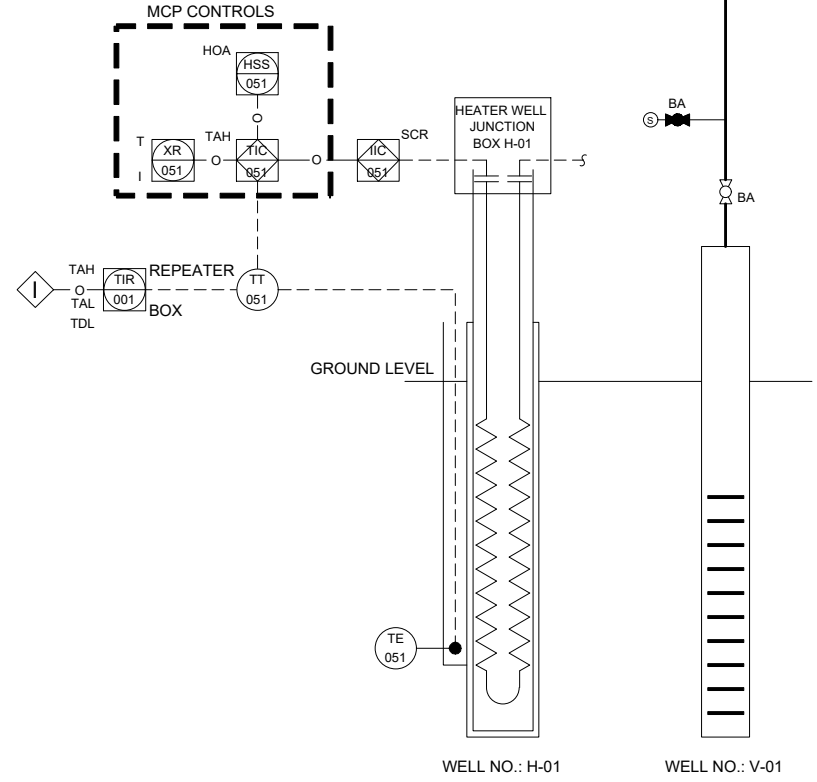 MCP CONTROLS
HOA
HSS
051
T
I
XR
051
TAH
TIC
051
IIC
051
SCR
HEATER WELL
JUNCTION
BOX H-01
BA
S
BA
TAH
TAL
TDL
I
TIR
001
REPEATER
BOX
TT
051
GROUND LEVEL
TE
051
WELL NO.: H-01
WELL NO.: V-01